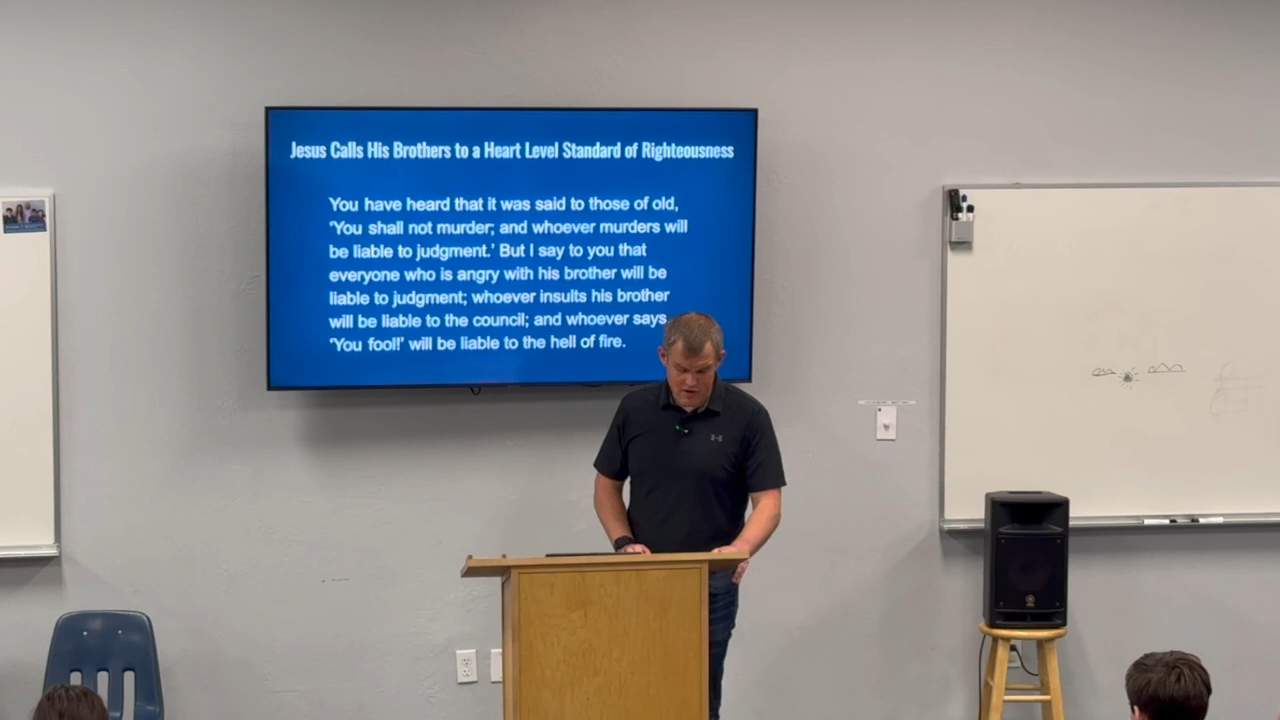 Jesus Calls His Brothers to a Heart Level Standard of Righteousness
You have heard that it was said to those of old,
‘You shall not murder; and whoever murders will
be liable to judgment.’ But I say to you that
everyone who is angry with his brother will be
liable to judgment; whoever insults his brother
will be liable to the council; and whoever says,
‘You fool!’ will be liable to the hell of fire.